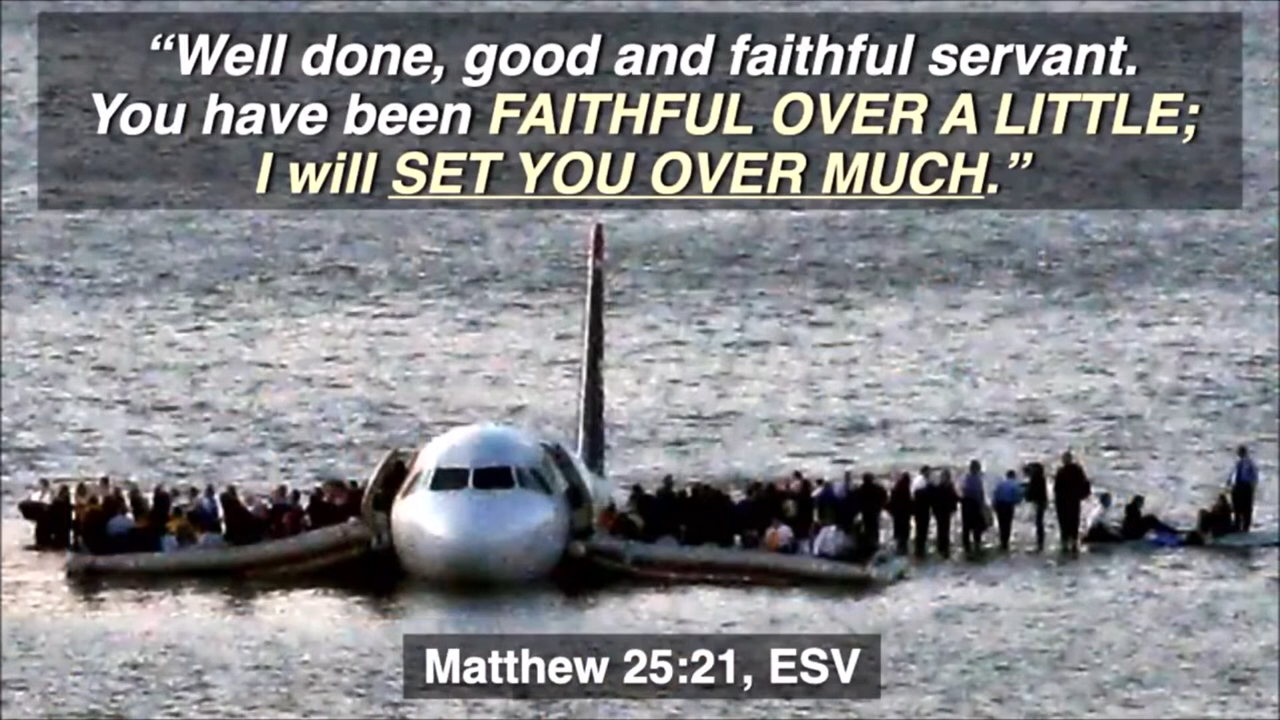 “Well done, good and faithful servant.
You have been FAITHFUL OVER A LITTLE;
I will SET YOU OVER MUCH.”
Matthew 25:21, ESV